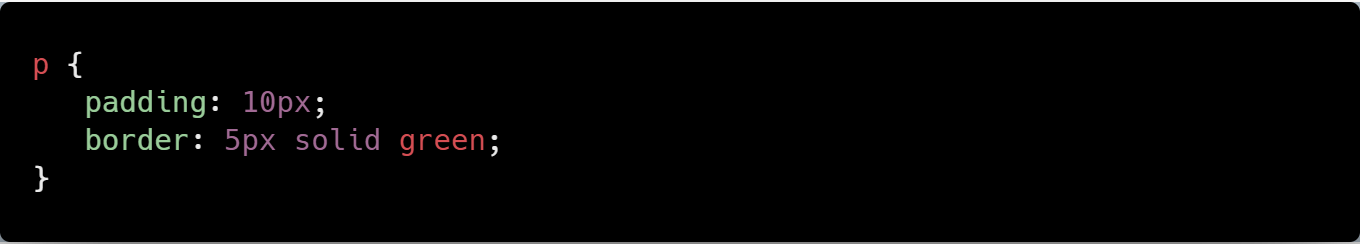 p {
   padding: 10px;
   border: 5px solid green;
}